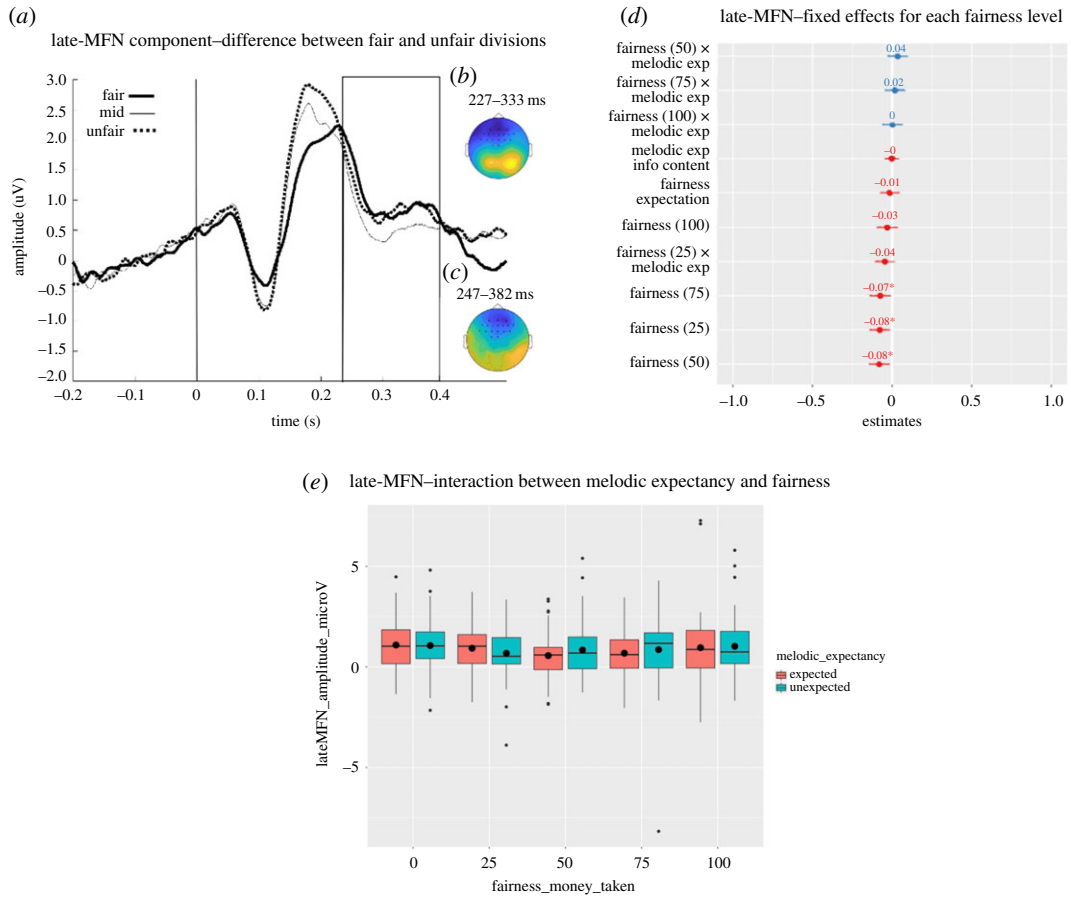 (a)
late-MFN component–difference between fair and unfair divisions
3.0
2.5
2.0
1.5
1.0
0.5
0
–0.5
–1.0
–1.5
–2.0
amplitude (uV)
fair
mid
unfair
–0.2
–0.1
0
0.1
0.2
0.3
0.4
time (s)
(b)
227–333 ms
(c)
247–382 ms
(d)
late-MFN–fixed effects for each fairness level
fairness (50) ×
melodic exp
0.04
fairness (75) ×
melodic exp
0.02
fairness (100) ×
melodic exp
0
melodic exp
info content
–0
fairness
expectation
–0.01
fairness (100)
–0.03
fairness (25) ×
melodic exp
–0.04
fairness (75)
–0.07*
fairness (25)
–0.08*
fairness (50)
–0.08*
–1.0
–0.5
0
0.5
1.0
estimates
(e)
late-MFN–interaction between melodic expectancy and fairness
5
0
–5
lateMFN_amplitude_microV
0
25
50
75
100
fairness_money_taken
melodic_expectancy
expected
unexpected